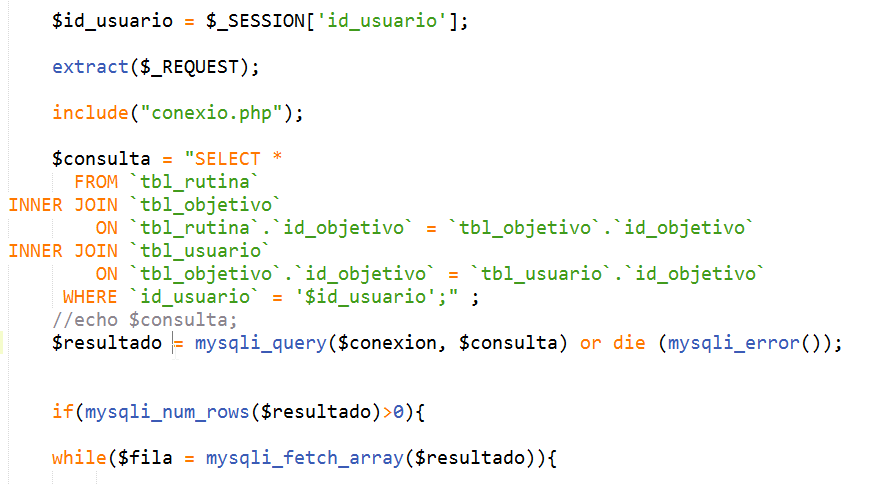 $id_usuario = $_SESSION['id_usuario'];
extract($_REQUEST);
include("conexio.php");
$consulta = "SELECT *
FROM `tbl_rutina`
INNER JOIN `tbl_objetivo`
ON `tbl_rutina`.`id_objetivo` = `tbl_objetivo`.`id_objetivo`
INNER JOIN `tbl_usuario`
ON `tbl_objetivo`.`id_objetivo` = `tbl_usuario`.`id_objetivo`
WHERE `id_usuario` = '$id_usuario';" ;
//echo $consulta;
$resultado = mysqli_query($conexion, $consulta) or die (mysqli_error());
if(mysqli_num_rows($resultado)>0){
while($fila = mysqli_fetch_array($resultado)){